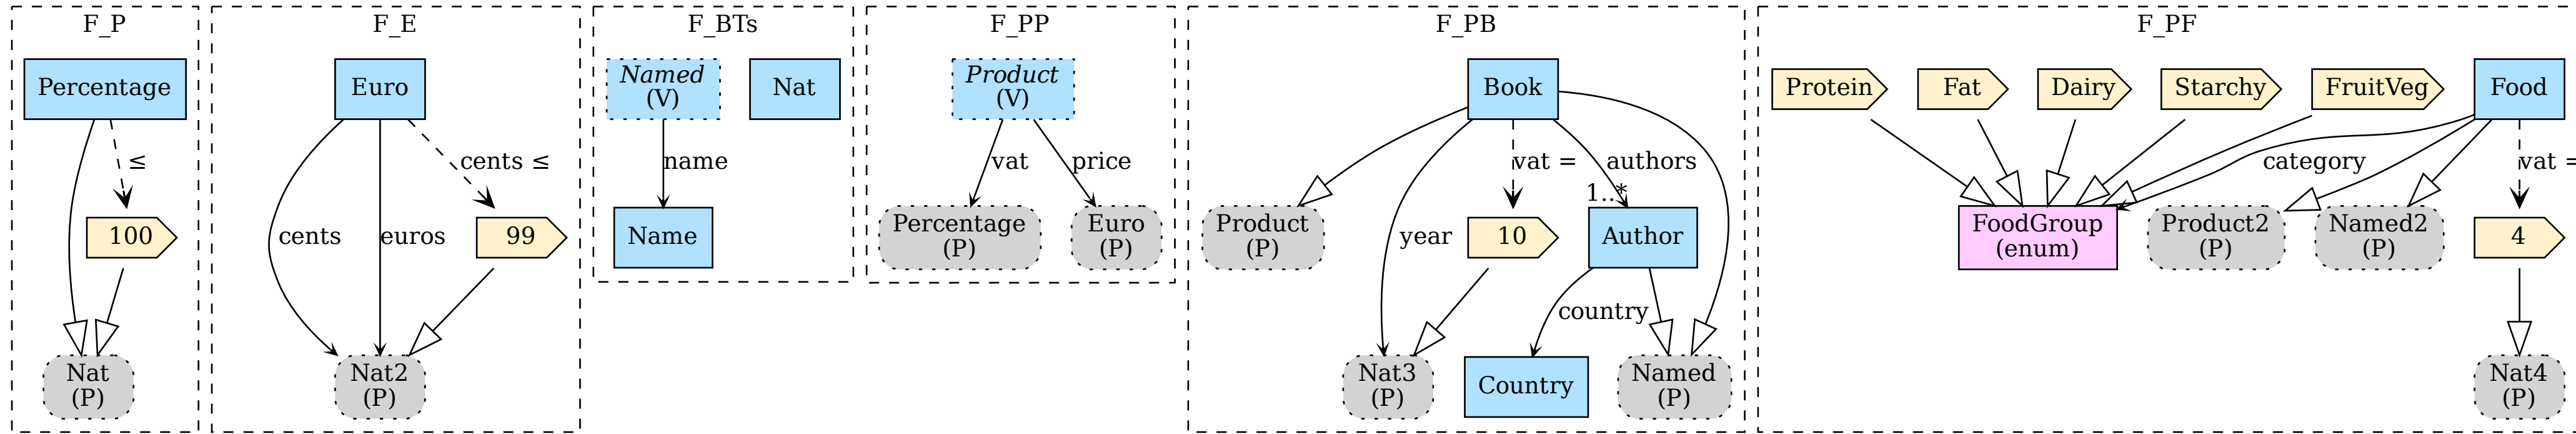 F_P
Percentage
≤
100
Nat
(P)
F_E
Euro
cents ≤
cents
euros
99
Nat2
(P)
F_BTs
Named
(V)
Nat
name
Name
F_PP
Product
(V)
vat
price
Percentage
(P)
Euro
(P)
F_PB
Book
vat =
authors
1..*
Product
(P)
year
10
Author
country
Nat3
(P)
Country
Named
(P)
F_PF
Protein
Fat
Dairy
Starchy
FruitVeg
Food
category
vat =
FoodGroup
(enum)
Product2
(P)
Named2
(P)
4
Nat4
(P)